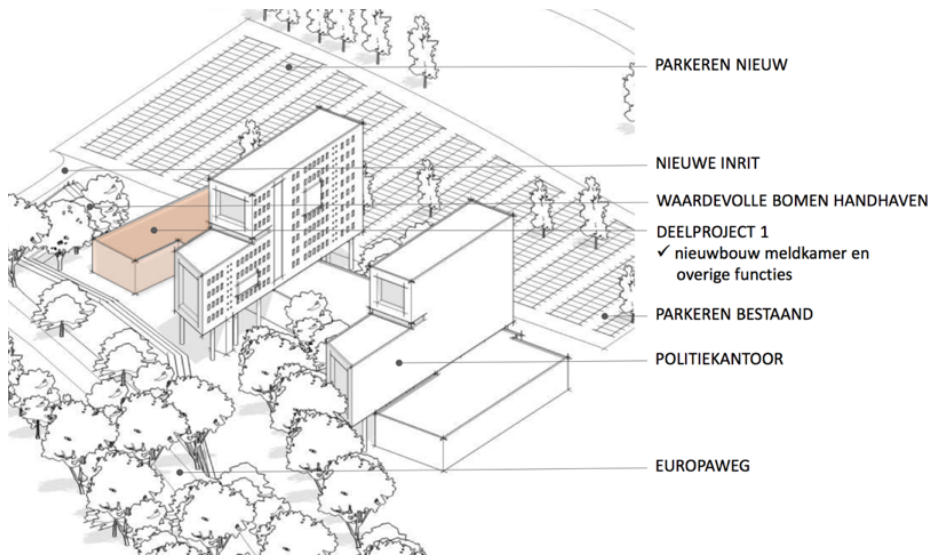 PARKEREN NIEUW
NIEUWE INRIT
WAARDEVOLLE BOMEN HANDHAVEN
DEELPROJECT 1
✓ nieuwbouw meldkamer en
overige functies
PARKEREN BESTAAND
POLITIEKANTOOR
EUROPAWEG